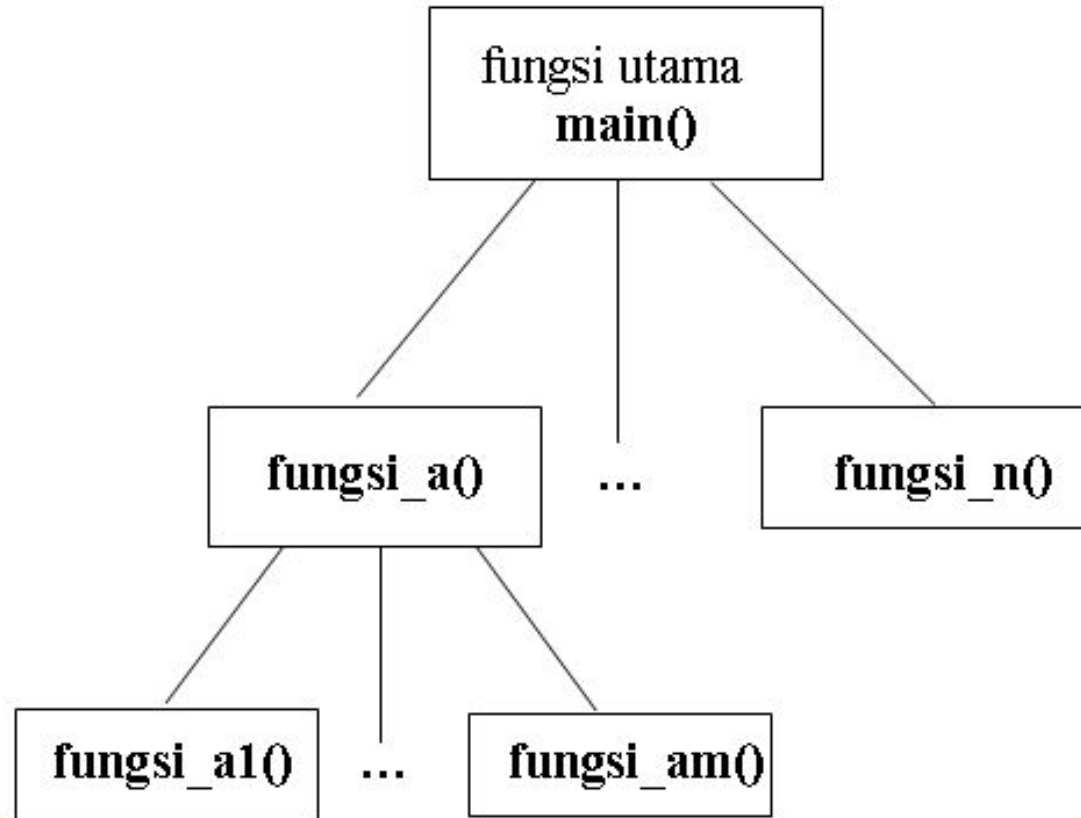 fungsi utama
main()
fungsi_a()
...
fungsi_n()
fungsi_a1()
...
fungsi_am()